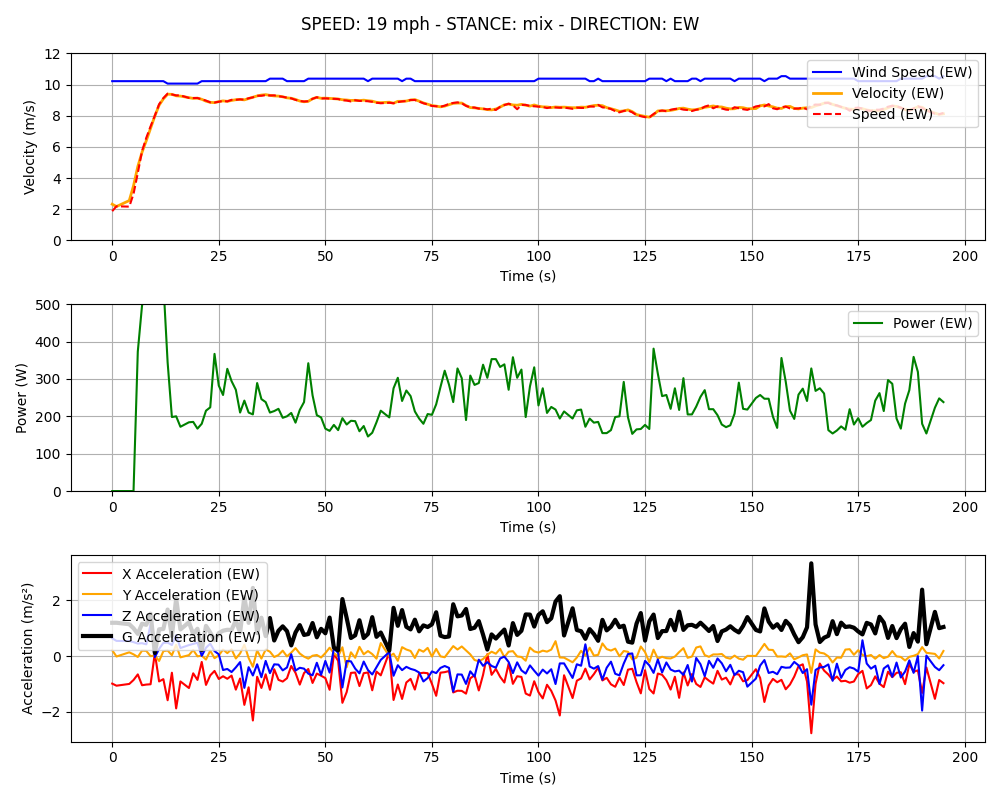 SPEED: 19 mph - STANCE: mix - DIRECTION: EW
Velocity (m/s)
12
10
8
6
4
2
0
Wind Speed (EW)
Velocity (EW)
Speed (EW)
0 25 50 75 100 125 150 175 200
Time (s)
Power (W)
500
400
300
200
100
0
Power (EW)
0 25 50 75 100 125 150 175 200
Time (s)
Acceleration (m/s²)
2
0
−2
X Acceleration (EW)
Y Acceleration (EW)
Z Acceleration (EW)
G Acceleration (EW)
0 25 50 75 100 125 150 175 200
Time (s)